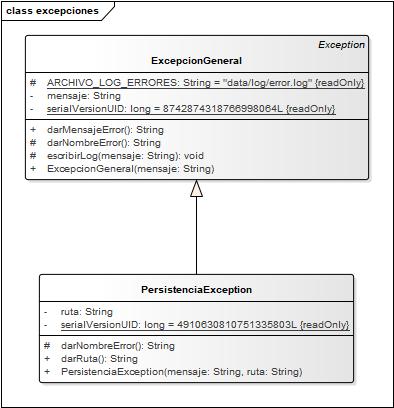 class excepciones
Exception
ExcepcionGeneral
# ARCHIVO_LOG_ERRORES: String = "data/log/error.log" {readOnly}
- mensaje: String
- serialVersionUID: long = 8742874318766998064L {readOnly}
+ darMensajeError(): String
# darNombreError(): String
# escribirLog(mensaje: String): void
+ ExcepcionGeneral(mensaje: String)
PersistenciaException
- ruta: String
- serialVersionUID: long = 4910630810751335803L {readOnly}
# darNombreError(): String
+ darRuta(): String
+ PersistenciaException(mensaje: String, ruta: String)